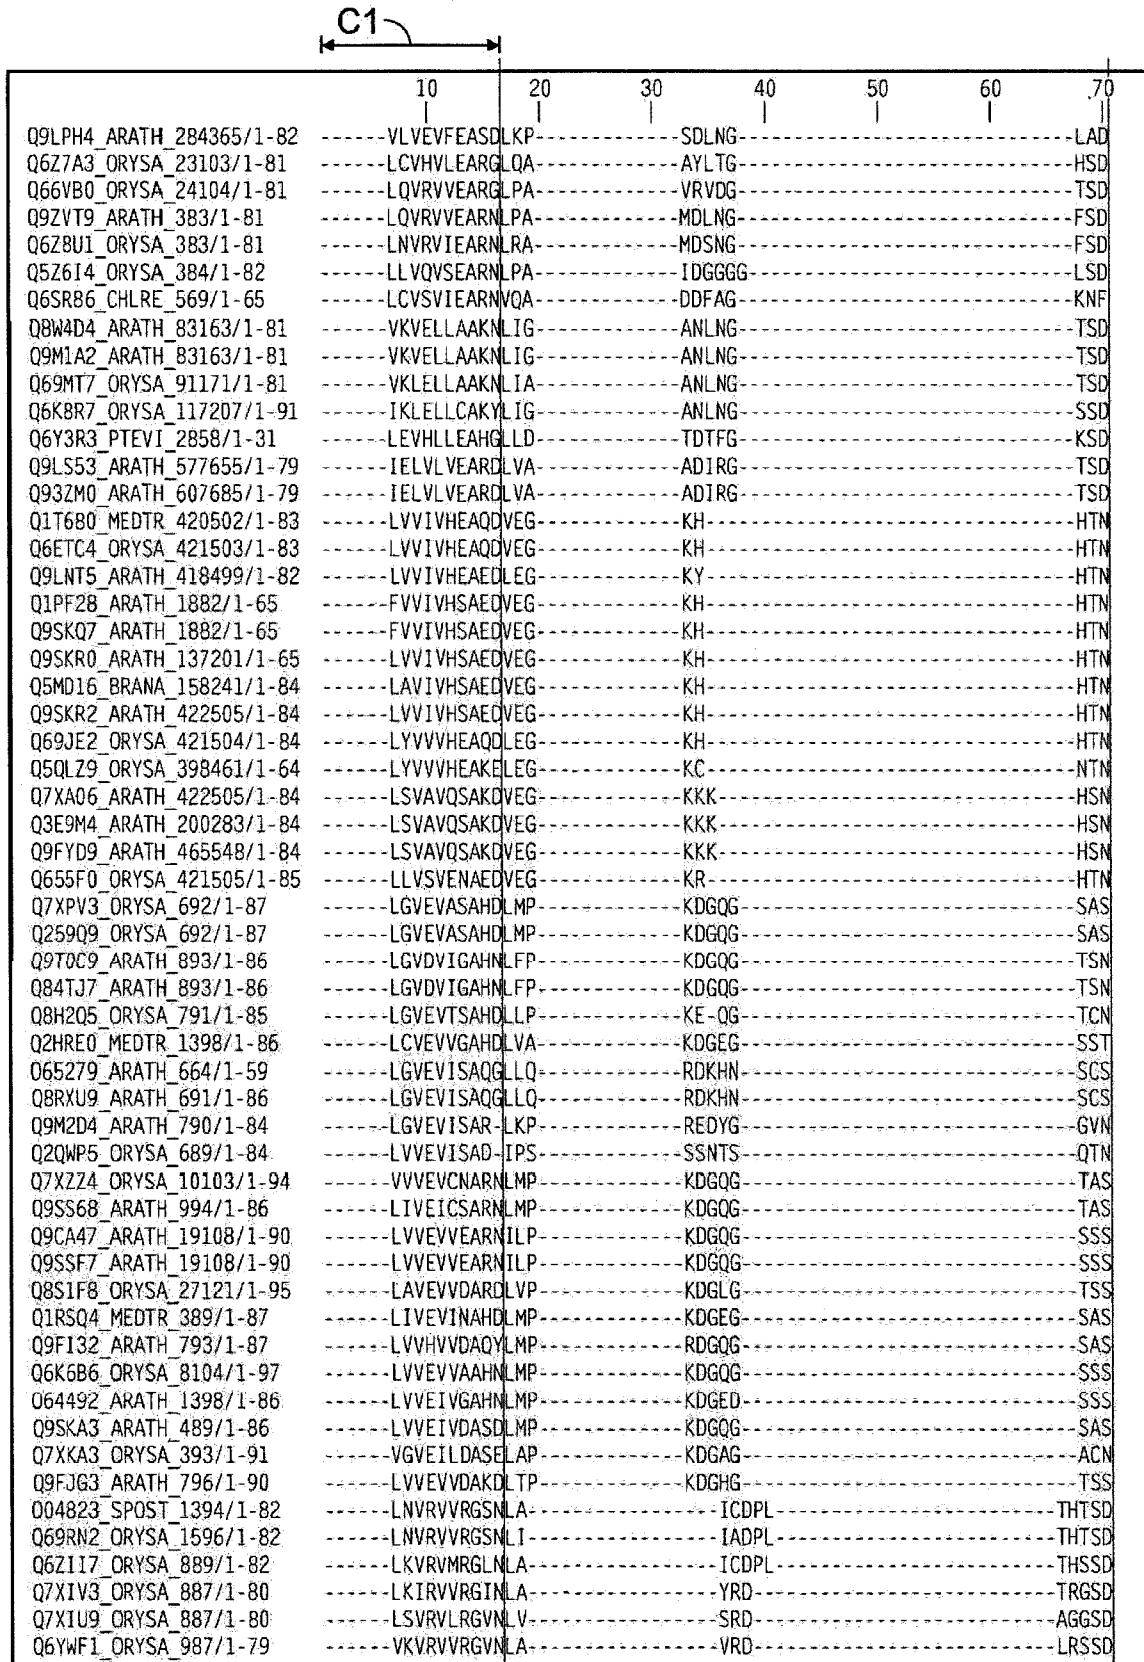 C1
10 20 30 40 50 60 70
Q9LPH4_ARATH_284365/1-82 ------VLVEVFEASDLKP-------------SDLNG------------------------------LAD
Q6Z7A3_ORYSA_23103/1-81 ------LCVHVLEARGLQA-------------AYLTG------------------------------HSD
Q66VB0_ORYSA_24104/1-81 ------LQVRVVEARGLPA-------------VRVDG------------------------------TSD
Q9ZVT9_ARATH_383/1-81 ------LQVRVVEARNLPA-------------MDLNG------------------------------FSD
Q6Z8U1_ORYSA_383/1-81 ------LNVRVIEARNLRA-------------MDSNG------------------------------FSD
Q5Z6I4_ORYSA_384/1-82 ------LLVQVSEARNLPA-------------IDGGGG-----------------------------LSD
Q6SR86_CHLRE_569/1-65 ------LCVSVIEARNVQA-------------DDFAG------------------------------KNF
Q8W4D4_ARATH_83163/1-81 ------VKVELLAAKNLIG-------------ANLNG------------------------------TSD
Q9M1A2_ARATH_83163/1-81 ------VKVELLAAKNLIG-------------ANLNG------------------------------TSD
Q69MT7_ORYSA_91171/1-81 ------VKLELLAAKNLIA-------------ANLNG------------------------------TSD
Q6K8R7_ORYSA_117207/1-91 ------IKLELLCAKYLIG-------------ANLNG------------------------------SSD
Q6Y3R3_PTEVI_2858/1-31 ------LEVHLLEAHGLLD-------------TDTFG------------------------------KSD
Q9LS53_ARATH_577655/1-79 ------IELVLVEARDLVA-------------ADIRG------------------------------TSD
Q93ZM0_ARATH_607685/1-79 ------IELVLVEARDLVA-------------ADIRG------------------------------TSD
Q1T680_MEDTR_420502/1-83 ------LVVIVHEAQDVEG-------------KH---------------------------------HTN
Q6ETC4_ORYSA_421503/1-83 ------LVVIVHEAQDVEG-------------KH---------------------------------HTN
Q9LNT5_ARATH_418499/1-82 ------LVVIVHEAEDLEG-------------KY---------------------------------HTN
Q1PF28_ARATH_1882/1-65 ------FVVIVHSAEDVEG-------------KH---------------------------------HTN
Q9SKQ7_ARATH_1882/1-65 ------FVVIVHSAEDVEG-------------KH---------------------------------HTN
Q9SKR0_ARATH_137201/1-65 ------LVVIVHSAEDVEG-------------KH---------------------------------HTN
Q5MD16_BRANA_158241/1-84 ------LAVIVHSAEDVEG-------------KH---------------------------------HTN
Q9SKR2_ARATH_422505/1-84 ------LVVIVHSAEDVEG-------------KH---------------------------------HTN
Q69JE2_ORYSA_421504/1-84 ------LYVVVHEAQDLEG-------------KH---------------------------------HTN
Q5QLZ9_ORYSA_398461/1-64 ------LYVVVHEAKELEG-------------KC---------------------------------NTN
Q7XA06_ARATH_422505/1-84 ------LSVAVQSAKDVEG-------------KKK--------------------------------HSN
Q3E9M4_ARATH_200283/1-84 ------LSVAVQSAKDVEG-------------KKK--------------------------------HSN
Q9FYD9_ARATH_465548/1-84 ------LSVAVQSAKDVEG-------------KKK--------------------------------HSN
Q655F0_ORYSA_421505/1-85 ------LLVSVENAEDVEG-------------KR---------------------------------HTN
Q7XPV3_ORYSA_692/1-87 ------LGVEVASAHDLMP-------------KDGQG------------------------------SAS
Q259Q9_ORYSA_692/1-87 ------LGVEVASAHDLMP-------------KDGQG------------------------------SAS
Q9T0C9_ARATH_893/1-86 ------LGVDVIGAHNLFP-------------KDGQG------------------------------TSN
Q84TJ7_ARATH_893/1-86 ------LGVDVIGAHNLFP-------------KDGQG------------------------------TSN
Q8H2Q5_ORYSA_791/1-85 ------LGVEVTSAHDLLP-------------KE-QG------------------------------TCN
Q2HRE0_MEDTR_1398/1-86 ------LCVEVVGAHDLVA-------------KDGEG------------------------------SST
O65279_ARATH_664/1-59 ------LGVEVISAQGLLQ-------------RDKHN------------------------------SCS
Q8RXU9_ARATH_691/1-86 ------LGVEVISAQGLLQ-------------RDKHN------------------------------SCS
Q9M2D4_ARATH_790/1-84 ------LGVEVISAR-LKP-------------REDYG------------------------------GVN
Q2QWP5_ORYSA_689/1-84 ------LVVEVISAD-IPS-------------SSNTS------------------------------QTN
Q7XZZ4_ORYSA_10103/1-94 ------VVVEVCNARNLMP-------------KDGQG------------------------------TAS
Q9SS68_ARATH_994/1-86 ------LIVEICSARNLMP-------------KDGQG------------------------------TAS
Q9CA47_ARATH_19108/1-90 ------LVVEVVEARNILP-------------KDGQG------------------------------SSS
Q9SSF7_ARATH_19108/1-90 ------LVVEVVEARNILP-------------KDGQG------------------------------SSS
Q8S1F8_ORYSA_27121/1-95 ------LAVEVVDARDLVP-------------KDGLG------------------------------TSS
Q1RSQ4_MEDTR_389/1-87 ------LIVEVINAHDLMP-------------KDGEG------------------------------SAS
Q9FI32_ARATH_793/1-87 ------LVVHVVDAQYLMP-------------RDGQG------------------------------SAS
Q6K6B6_ORYSA_8104/1-97 ------LVVEVVAAHNLMP-------------KDGQG------------------------------SSS
O64492_ARATH_1398/1-86 ------LVVEIVGAHNLMP-------------KDGED------------------------------SSS
Q9SKA3_ARATH_489/1-86 ------LVVEIVDASDLMP-------------KDGQG------------------------------SAS
Q7XKA3_ORYSA_393/1-91 ------VGVEILDASELAP-------------KDGAG------------------------------ACN
Q9FJG3_ARATH_796/1-90 ------LVVEVVDAKDLTP-------------KDGHG------------------------------TSS
O04823_SPOST_1394/1-82 ------LNVRVVRGSNLA-----------------ICDPL-------------------------THTSD
Q69RN2_ORYSA_1596/1-82 ------LNVRVVRGSNLI-----------------IADPL-------------------------THTSD
Q6ZII7_ORYSA_889/1-82 ------LKVRVMRGLNLA-----------------ICDPL-------------------------THSSD
Q7XIV3_ORYSA_887/1-80 ------LKIRVVRGINLA-----------------YRD---------------------------TRGSD
Q7XIU9_ORYSA_887/1-80 ------LSVRVLRGVNLV-----------------SRD---------------------------AGGSD
Q6YWF1_ORYSA_987/1-79 ------VKVRVVRGVNLA-----------------VRD---------------------------LRSSD